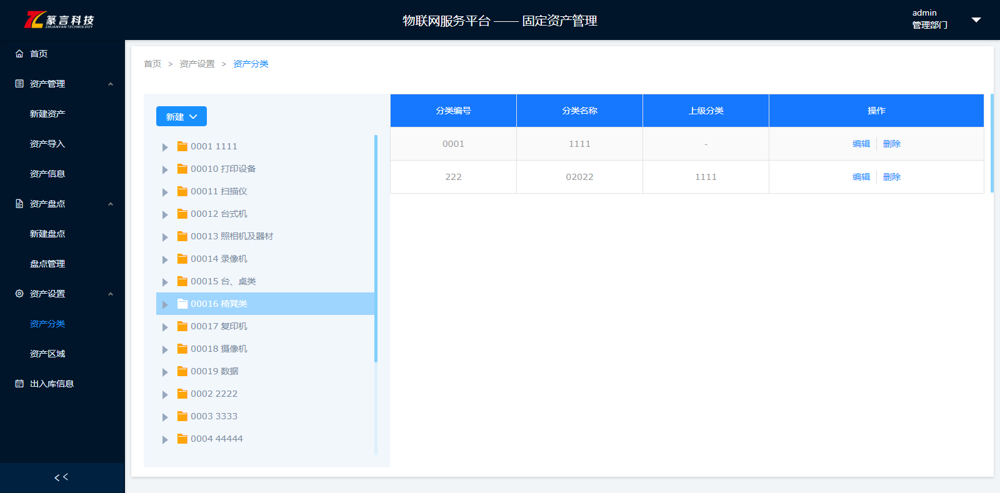 篆言科技
ZHUANYAN TECHNOLOGY
物联网服务平台 —— 固定资产管理
admin
管理部门
首页
资产管理
新建资产
资产导入
资产信息
资产盘点
新建盘点
盘点管理
资产设置
资产分类
资产区域
出入库信息
<<
首页 > 资产设置 > 资产分类
新建
0001 1111
00010 打印设备
00011 扫描仪
00012 台式机
00013 照相机及器材
00014 录像机
00015 台、桌类
00016 椅凳类
00017 复印机
00018 摄像机
00019 数据
0002 2222
0003 3333
0004 44444
分类编号 分类名称 上级分类 操作
0001 1111 - 编辑 删除
222 02022 1111 编辑 删除